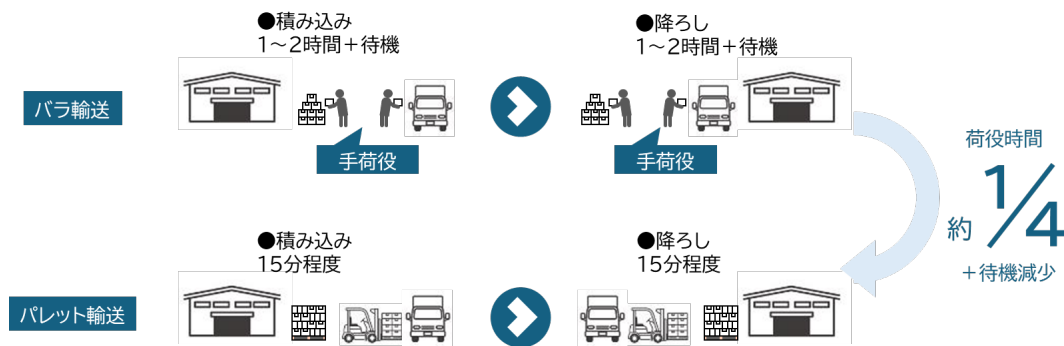 ●積み込み
1～2時間＋待機
●降ろし
1～2時間＋待機
バラ輸送
手荷役
手荷役
荷役時間
約1/4
＋待機減少
●積み込み
15分程度
●降ろし
15分程度
パレット輸送